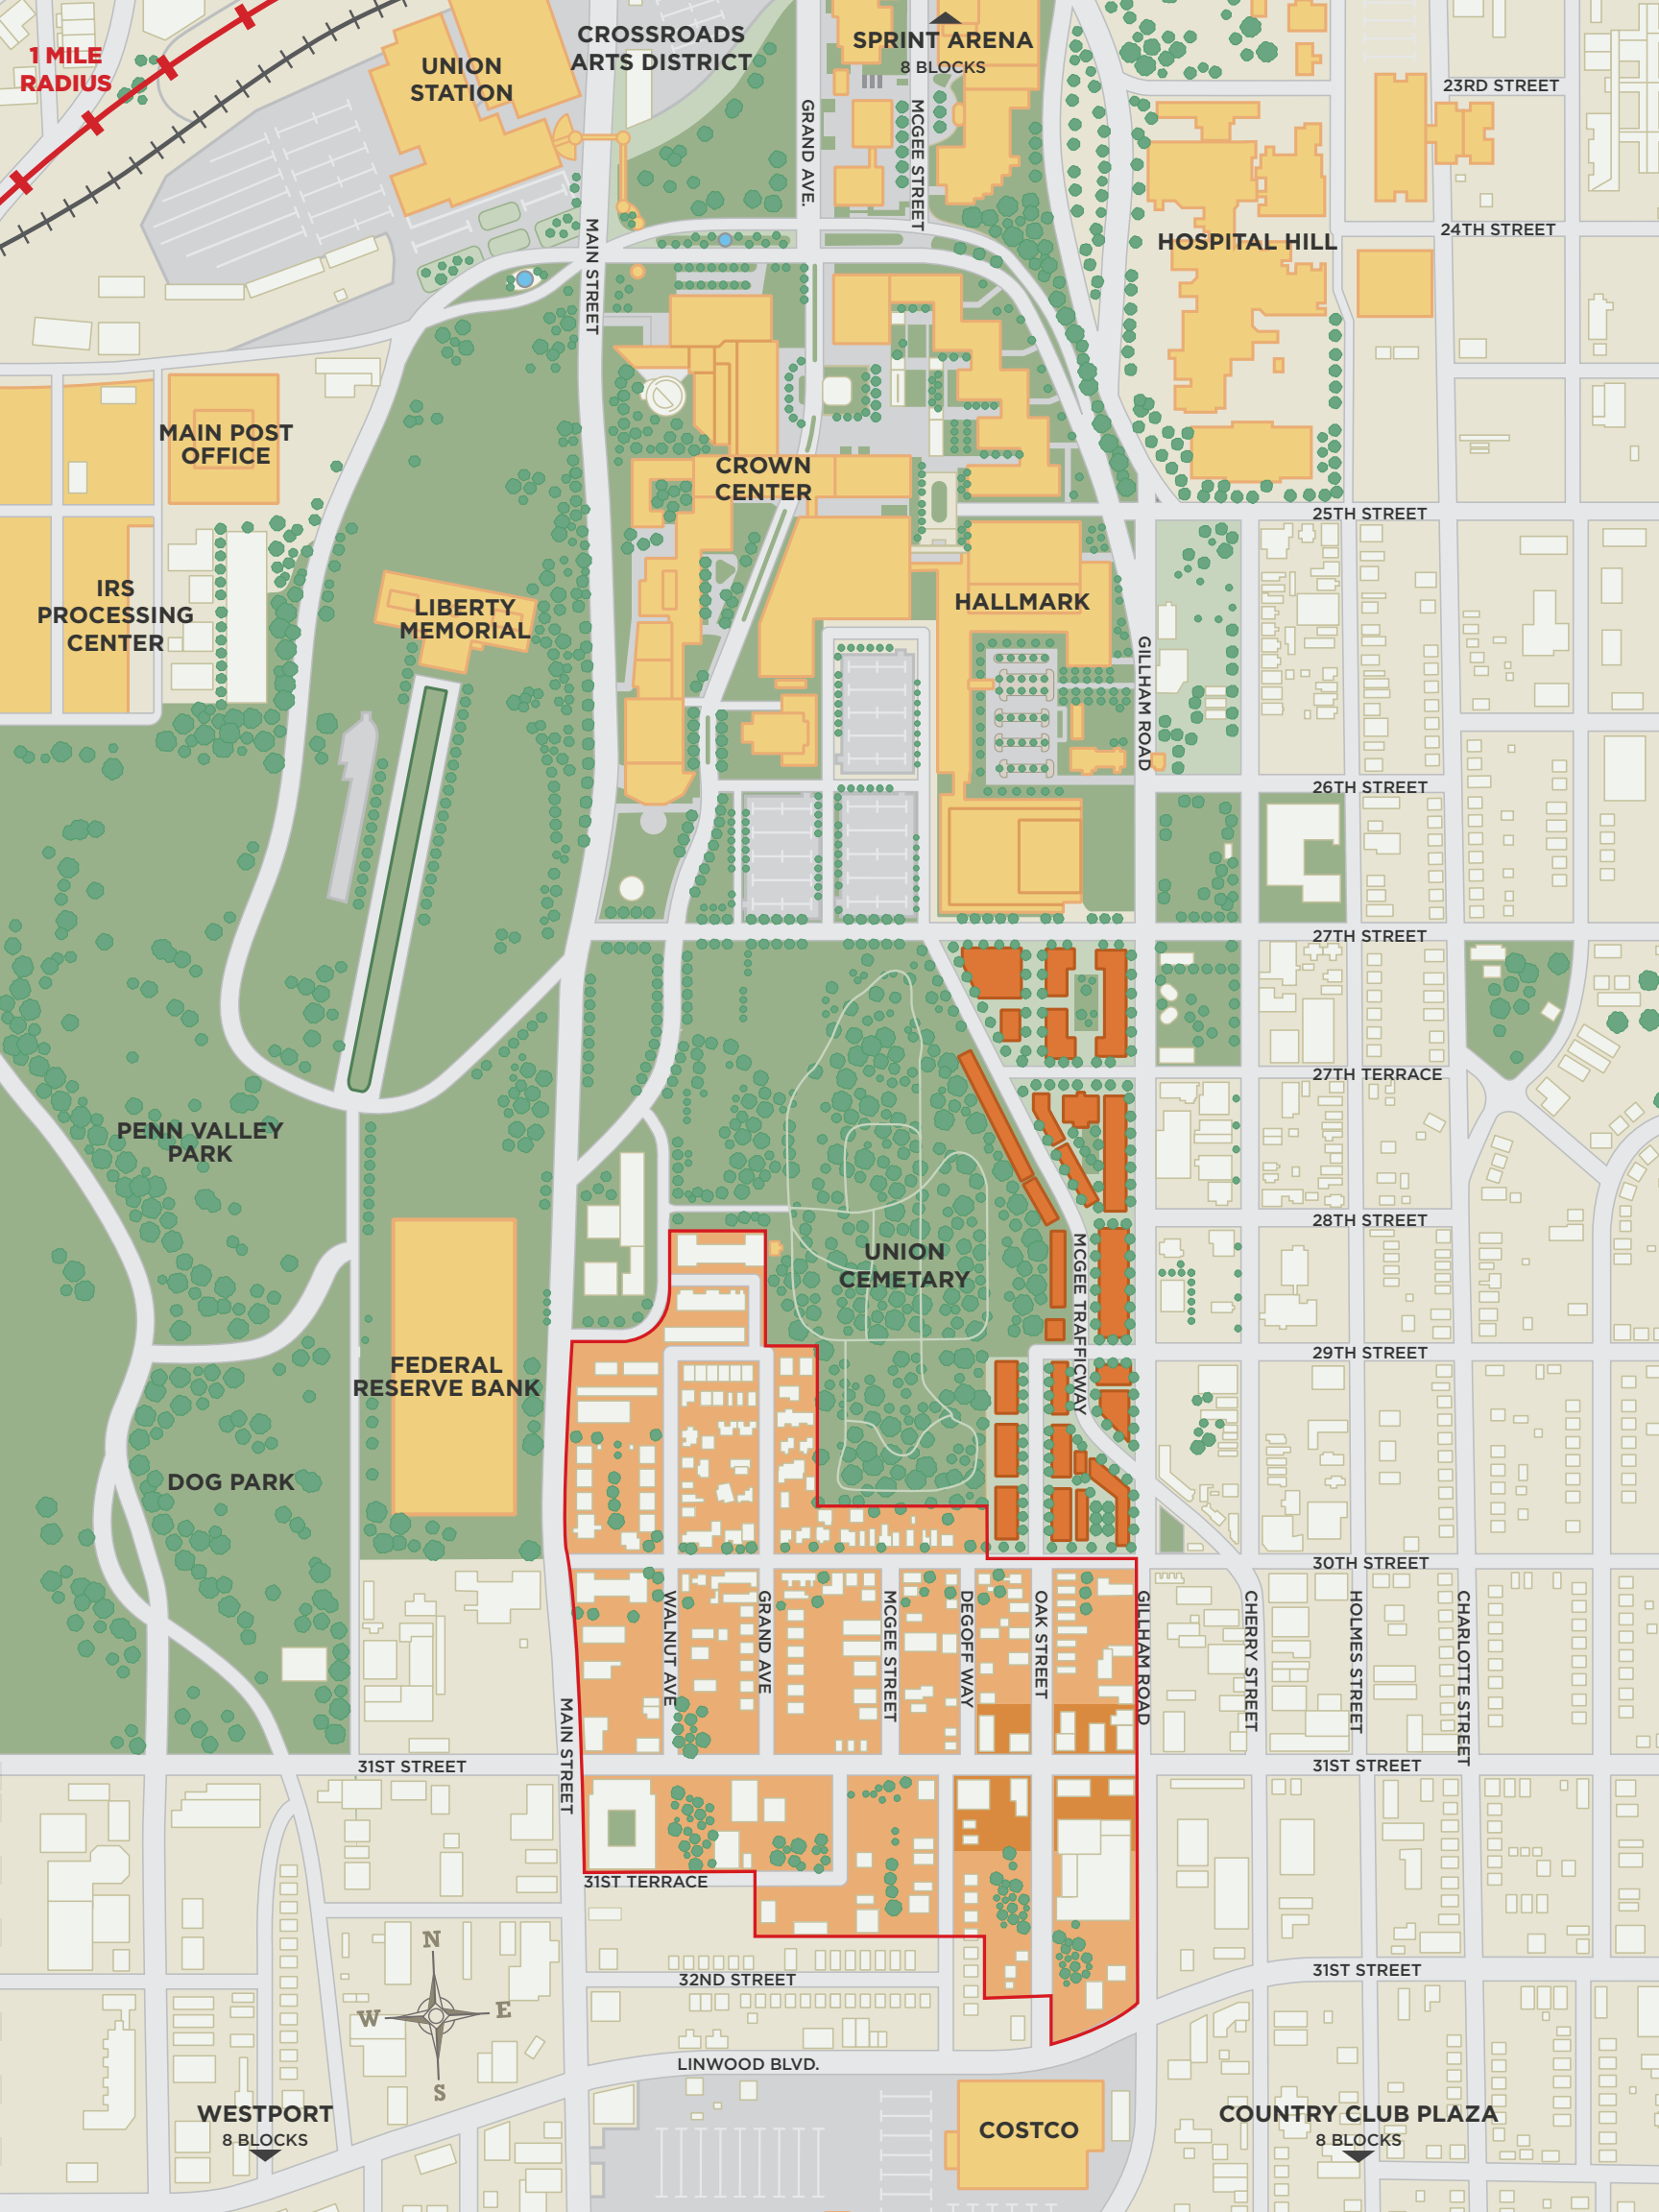 1 MILE
RADIUS
UNION
STATION
CROSSROADS
ARTS DISTRICT
SPRINT ARENA
8 BLOCKS
GRAND AVE.
MCGEE STREET
23RD STREET
24TH STREET
HOSPITAL HILL
MAIN STREET
MAIN POST
OFFICE
CROWN
CENTER
25TH STREET
IRS
PROCESSING
CENTER
LIBERTY
MEMORIAL
HALLMARK
GILLHAM ROAD
26TH STREET
27TH STREET
27TH TERRACE
PENN VALLEY
PARK
28TH STREET
UNION
CEMETARY
MCGEE TRAFFICWAY
29TH STREET
FEDERAL
RESERVE BANK
DOG PARK
30TH STREET
WALNUT AVE
GRAND AVE
MCGEE STREET
DEGOFF WAY
OAK STREET
GILLHAM ROAD
CHERRY STREET
HOLMES STREET
CHARLOTTE STREET
MAIN STREET
31ST STREET
31ST STREET
31ST TERRACE
N
W
E
S
32ND STREET
31ST STREET
LINWOOD BLVD.
WESTPORT
8 BLOCKS
COSTCO
COUNTRY CLUB PLAZA
8 BLOCKS